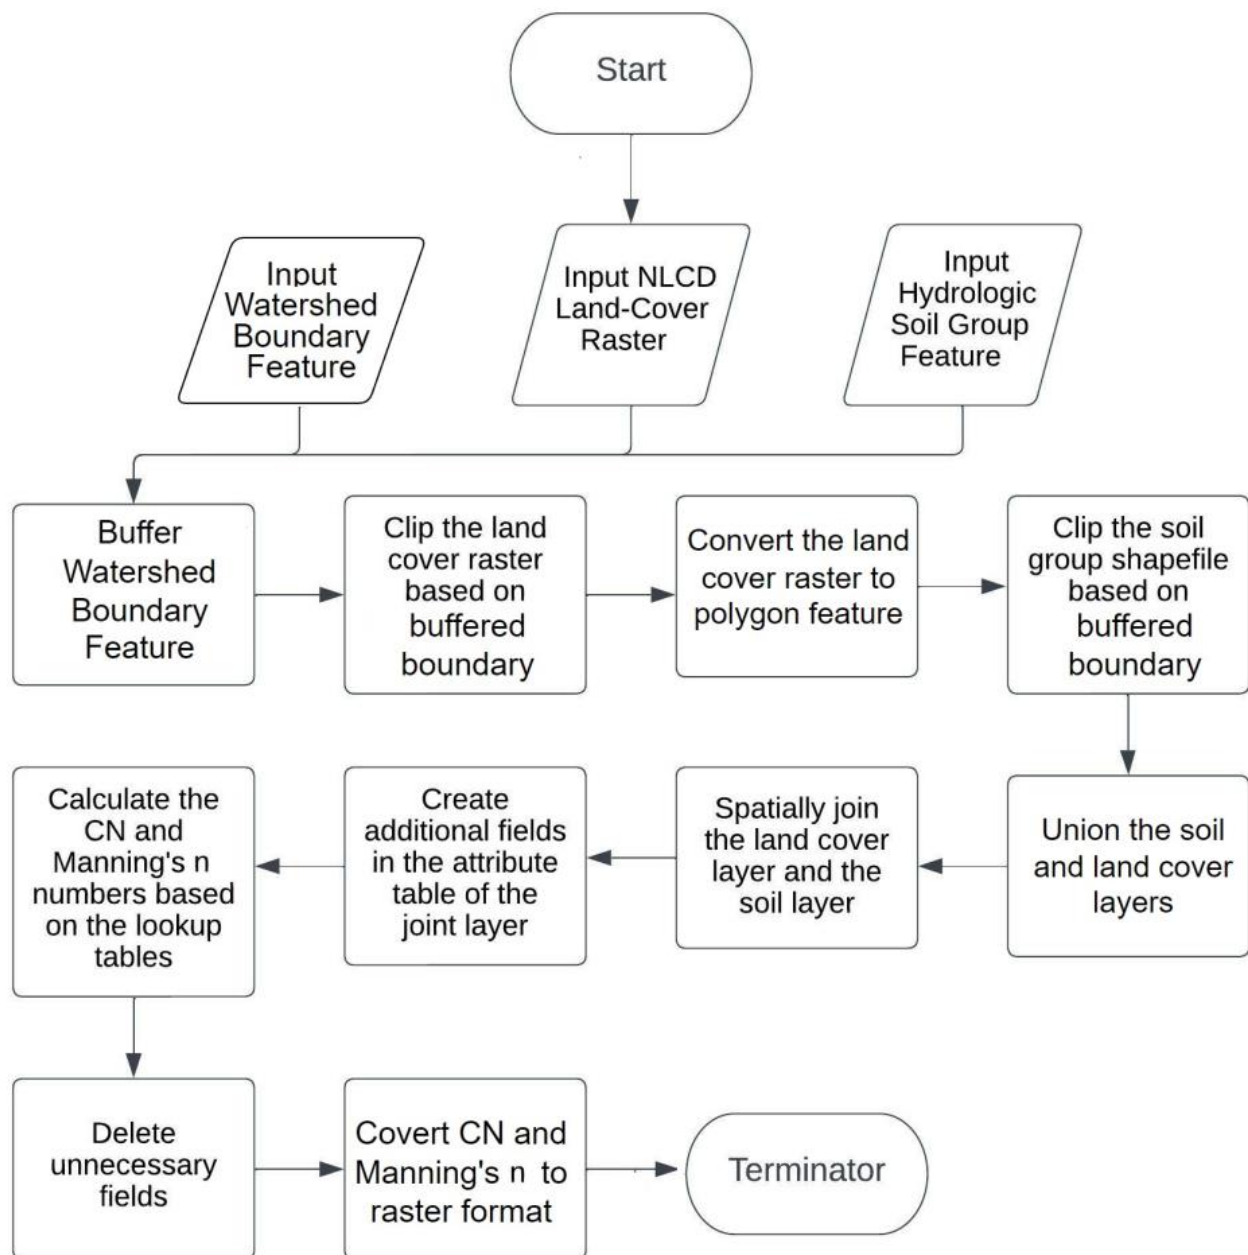 Start
Input
Watershed
Boundary
Feature
Input NLCD
Land-Cover
Raster
Input
Hydrologic
Soil Group
Feature
Buffer
Watershed
Boundary
Feature
Clip the land
cover raster
based on
buffered
boundary
Convert the land
cover raster to
polygon feature
Clip the soil
group shapefile
based on
buffered
boundary
Union the soil
and land cover
layers
Spatially join
the land cover
layer and the
soil layer
Create
additional fields
in the attribute
table of the
joint layer
Calculate the
CN and
Manning's n
numbers based
on the lookup
tables
Delete
unnecessary
fields
Covert CN and
Manning's n to
raster format
Terminator